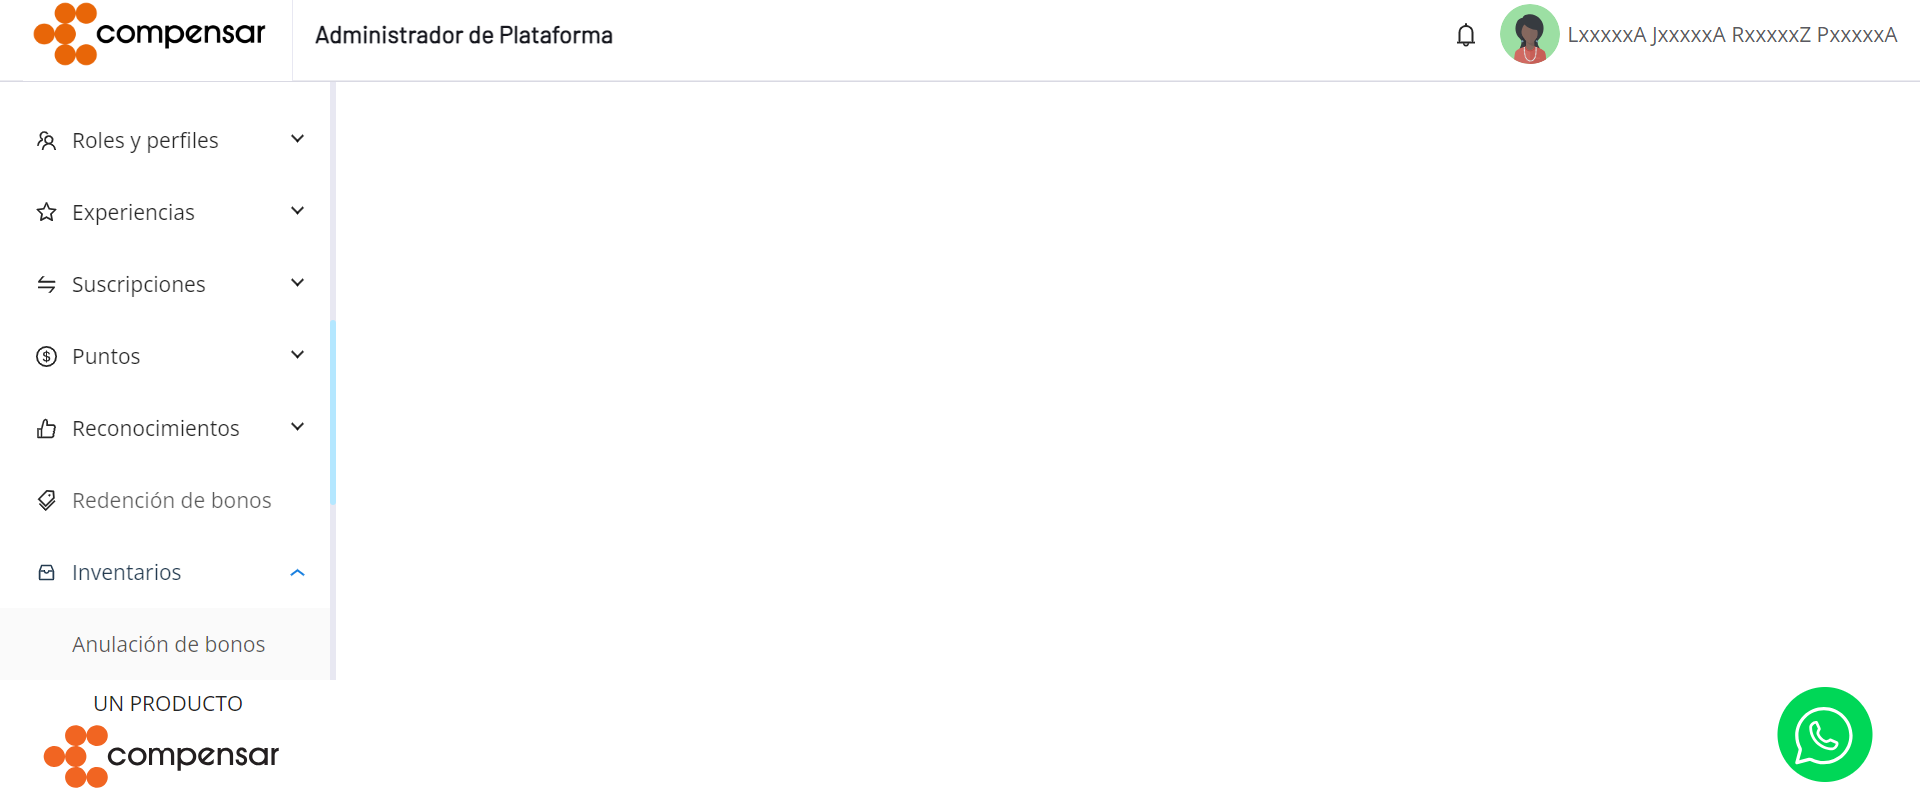 compensar
Administrador de Plataforma
LxxxxxA JxxxxxA RxxxxxZ PxxxxxA
Roles y perfiles
Experiencias
Suscripciones
Puntos
Reconocimientos
Redención de bonos
Inventarios
Anulación de bonos
UN PRODUCTO
compensar